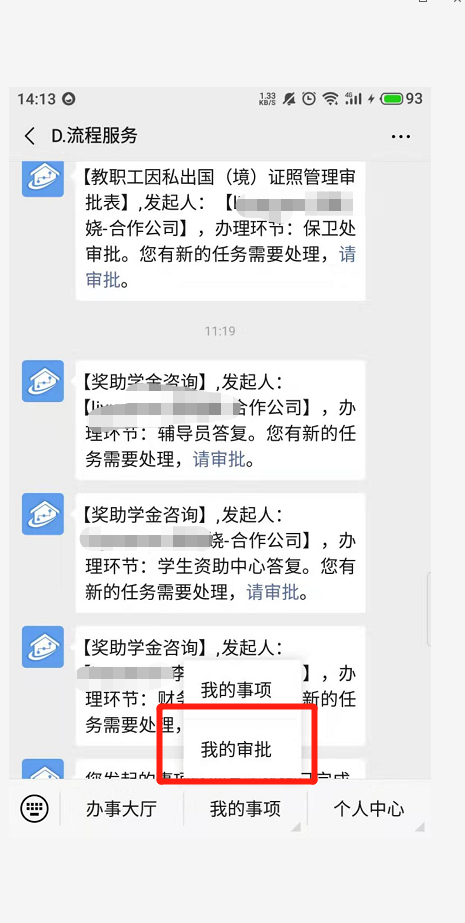 14:13
1.33
KB/S
4G
93
D.流程服务
【教职工因私出国（境）证照管理审
批表】,发起人：【l
娆-合作公司】，办理环节：保卫处
审批。您有新的任务需要处理，请
审批。
11:19
【奖助学金咨询】,发起人：
合作公司】，办
理环节：辅导员答复。您有新的任
务需要处理，请审批。
【奖助学金咨询】,发起人：
-合作公司】，办
理环节：学生资助中心答复。您有
新的任务需要处理，请审批。
【奖助学金咨询】,发起人：
】，办
理环节：财务
新的任
务需要处理，
我的事项
我的审批
您发起的事项
办事大厅
我的事项
个人中心